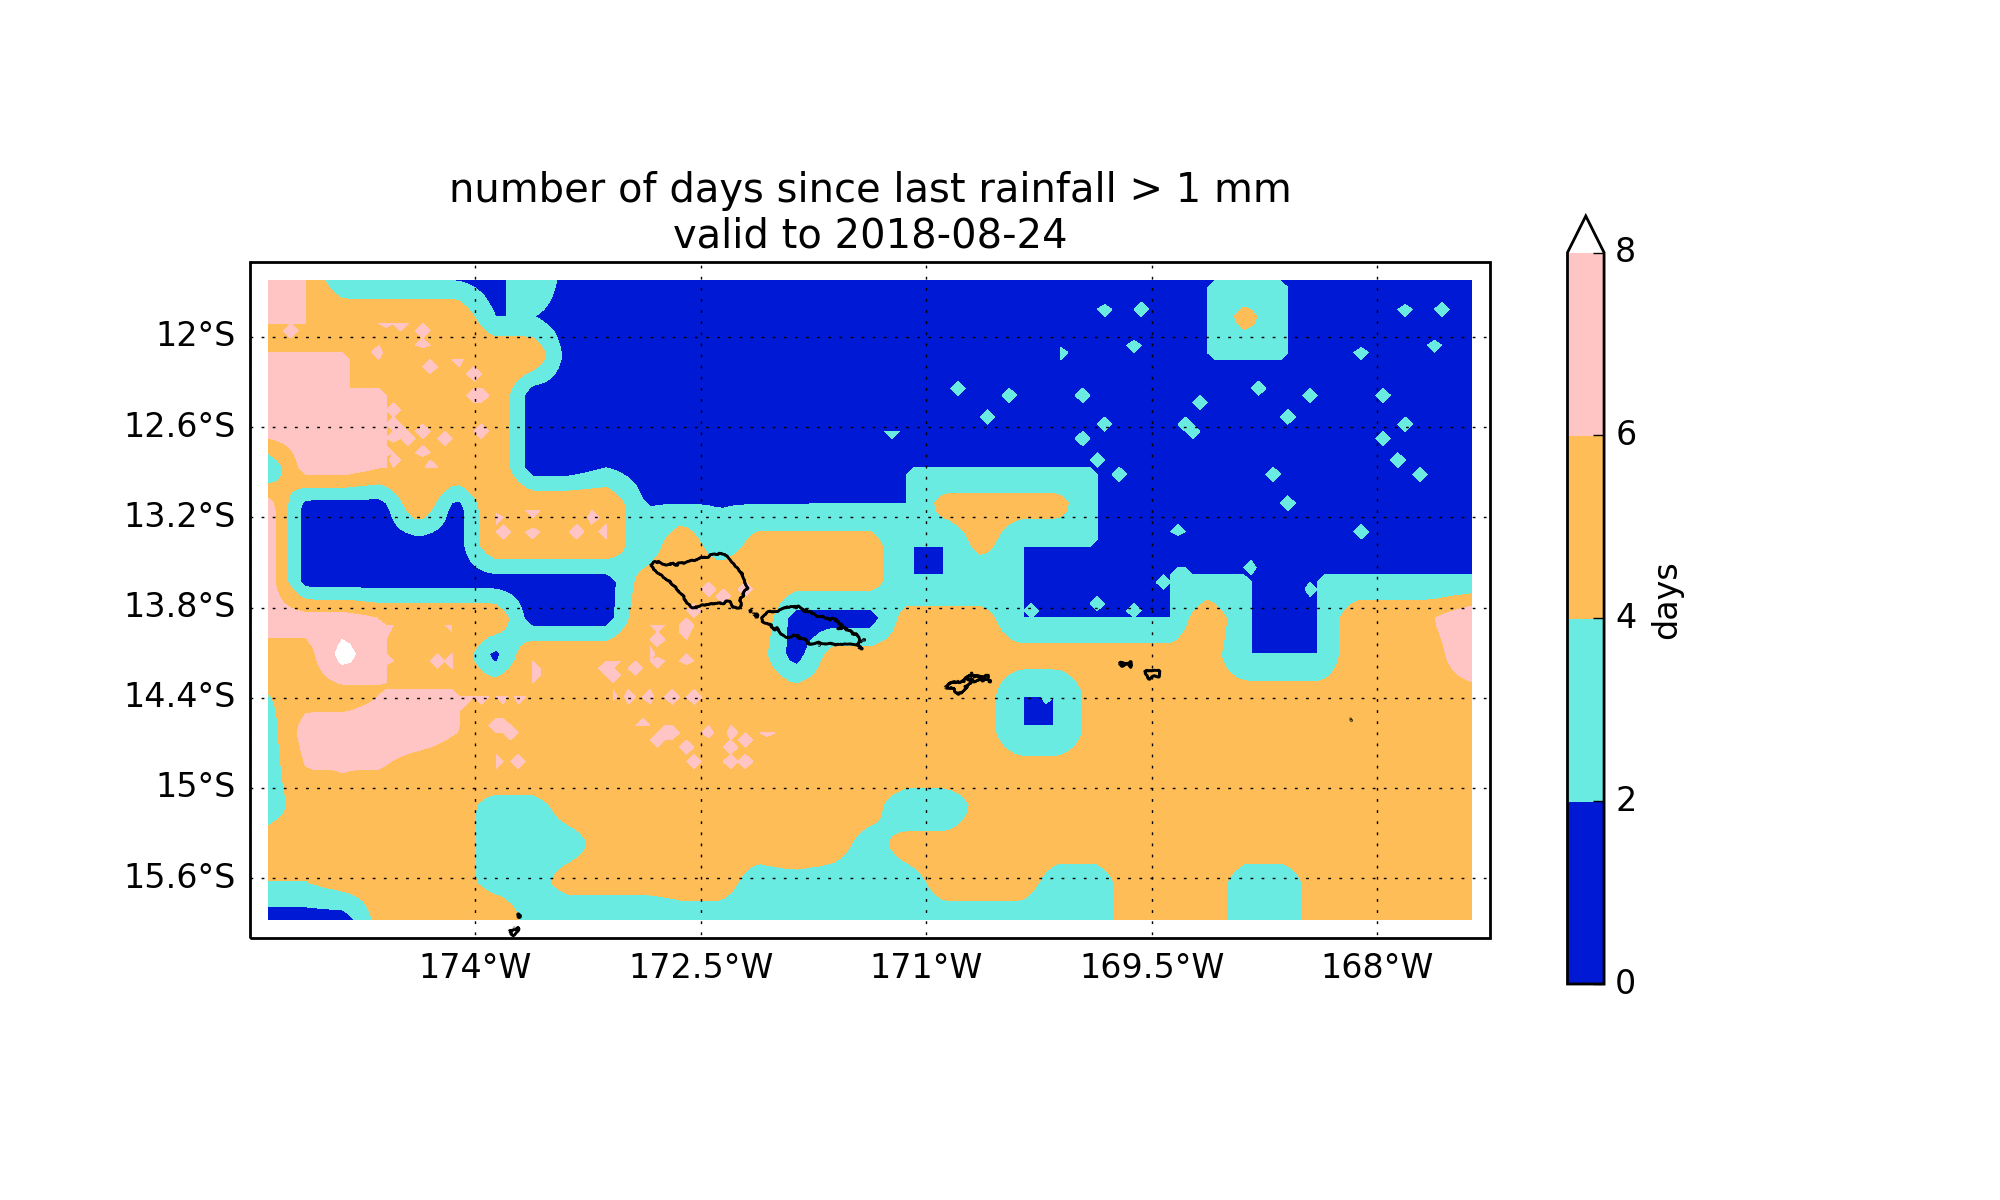 number of days since last rainfall > 1 mm
valid to 2018-08-24
12°S
12.6°S
13.2°S
13.8°S
14.4°S
15°S
15.6°S
174°W 172.5°W 171°W 169.5°W 168°W
8
6
4
2
0
days